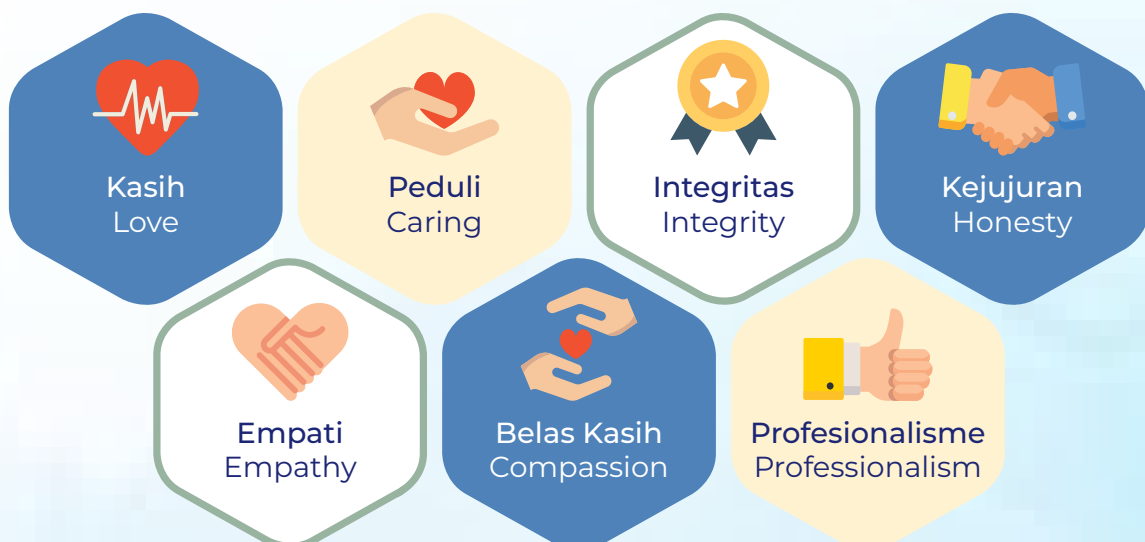 Kasih
Love
Peduli
Caring
Integritas
Integrity
Kejujuran
Honesty
Empati
Empathy
Belas Kasih
Compassion
Profesionalisme
Professionalism